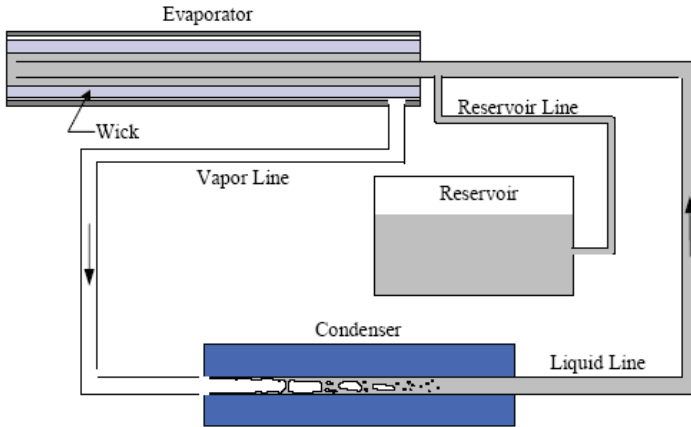 Evaporator
Reservoir Line
Wick
Vapor Line
Reservoir
Condenser
Liquid Line